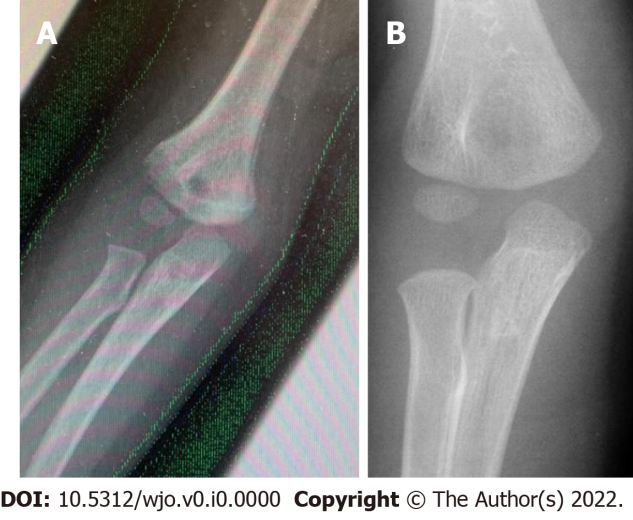 A
B
DOI: 10.5312/wjo.v0.i0.0000 Copyright © The Author(s) 2022.